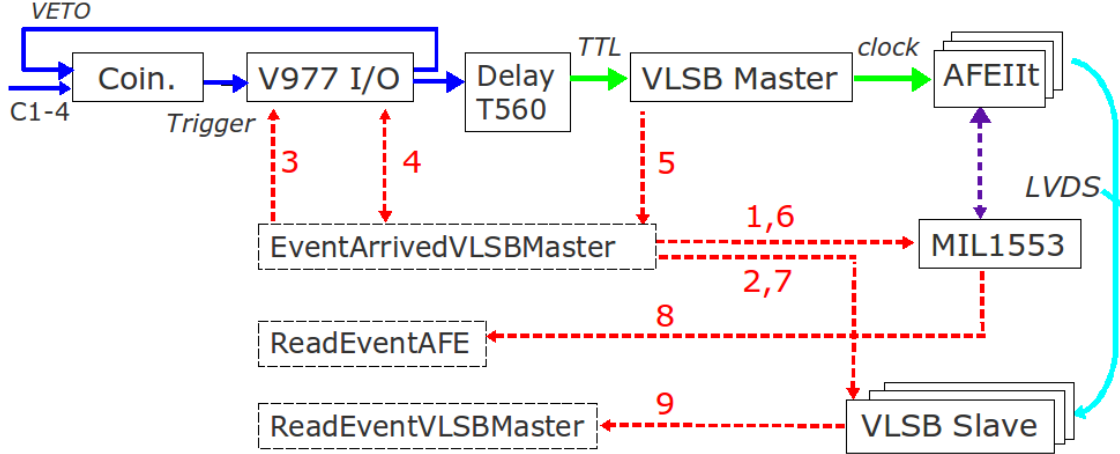 VETO
C1-4
Coin.
Trigger
V977 I/O
Delay
T560
TTL
VLSB Master
clock
AFEIIt
3
4
5
LVDS
EventArrivedVLSBMaster
1,6
2,7
MIL1553
8
ReadEventAFE
9
ReadEventVLSBMaster
VLSB Slave